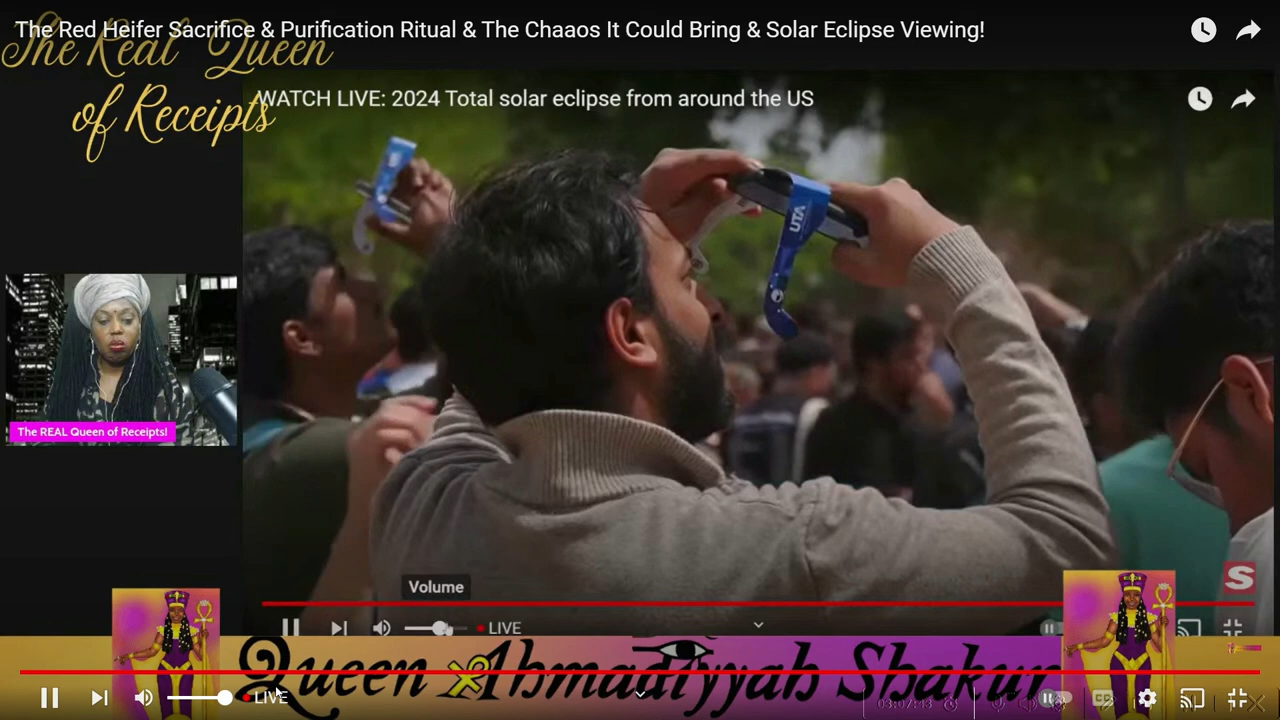 The Red Heifer Sacrifice & Purification Ritual & The Chaaos It Could Bring & Solar Eclipse Viewing!
The Real Queen
of Receipts
WATCH LIVE: 2024 Total solar eclipse from around the US
UTA
The REAL Queen of Receipts!
Volume
S
LIVE
Queen Ahmadiyyah Shakur
LIVE
CC